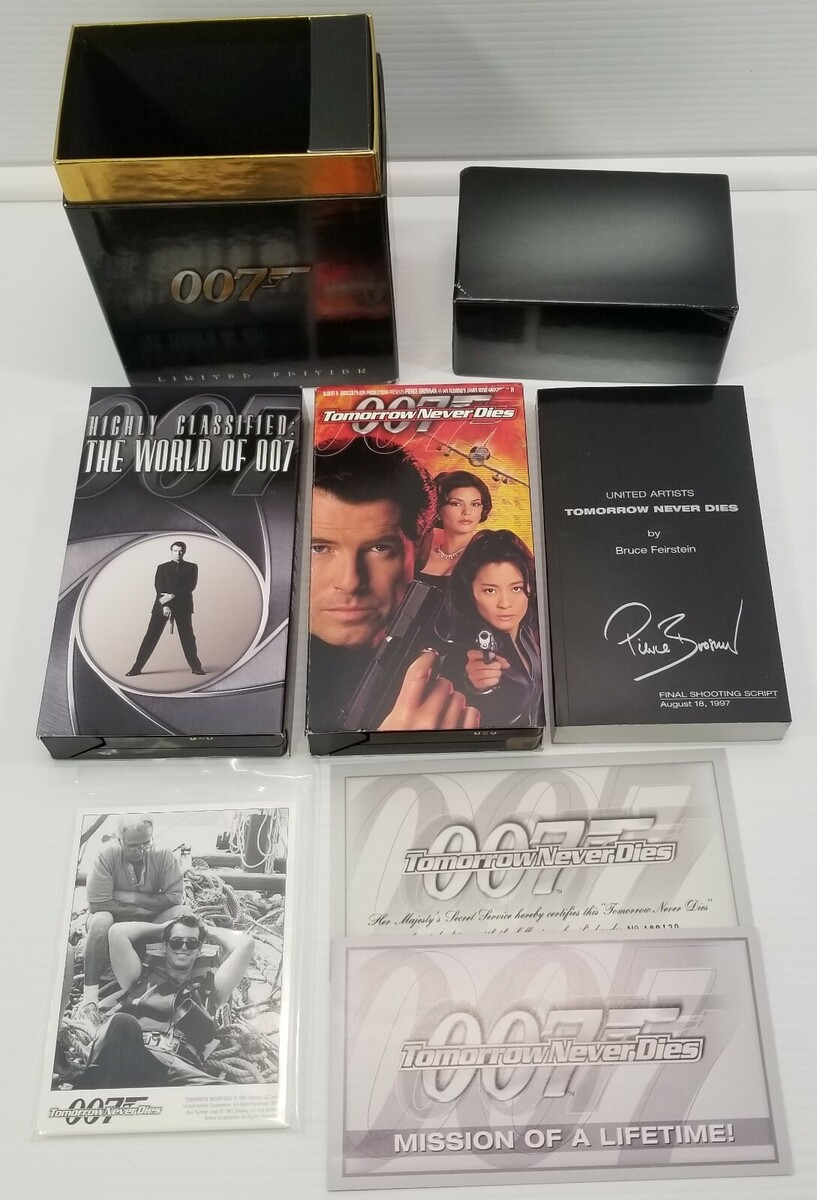 007
LIMITED EDITION
007
HIGHLY CLASSIFIED:
THE WORLD OF 007
007
Tomorrow Never Dies
UNITED ARTISTS
TOMORROW NEVER DIES
by
Bruce Feirstein
Pierce Brosnan
FINAL SHOOTING SCRIPT
August 18, 1997
007
Tomorrow Never Dies
007
Tomorrow Never Dies
Her Majesty's Secret Service hereby certifies this "Tomorrow Never Dies"
007
Tomorrow Never Dies
MISSION OF A LIFETIME!